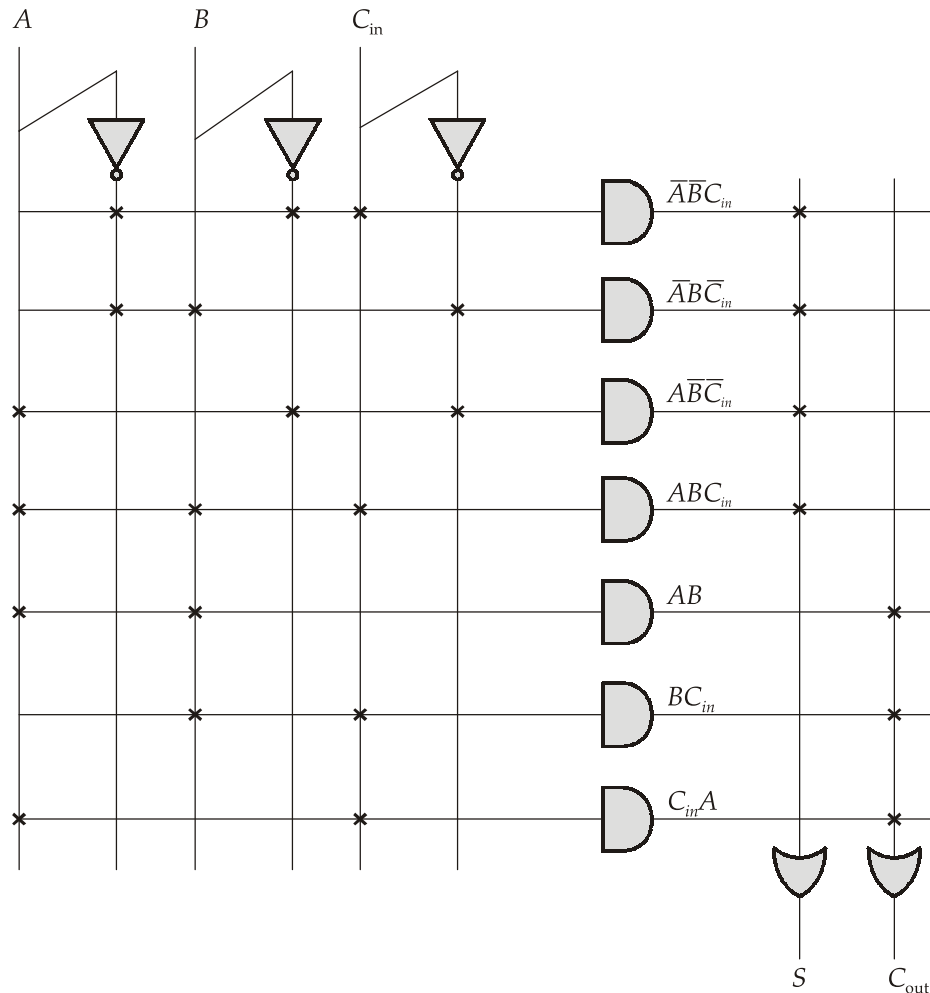 A B C_in
A̅B̅C_in
A̅BC̅_in
AB̅C̅_in
ABC_in
AB
BC_in
C_inA
S C_out